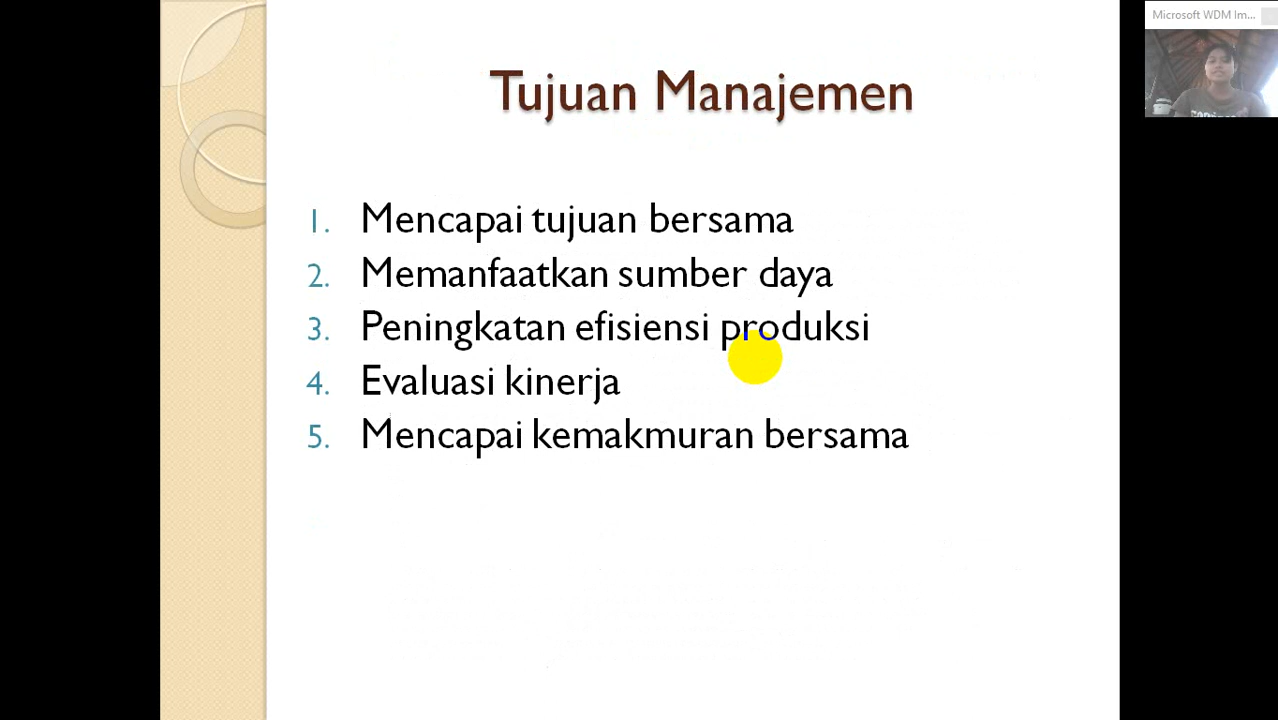 Microsoft WDM Im...
Tujuan Manajemen
1. Mencapai tujuan bersama
2. Memanfaatkan sumber daya
3. Peningkatan efisiensi produksi
4. Evaluasi kinerja
5. Mencapai kemakmuran bersama